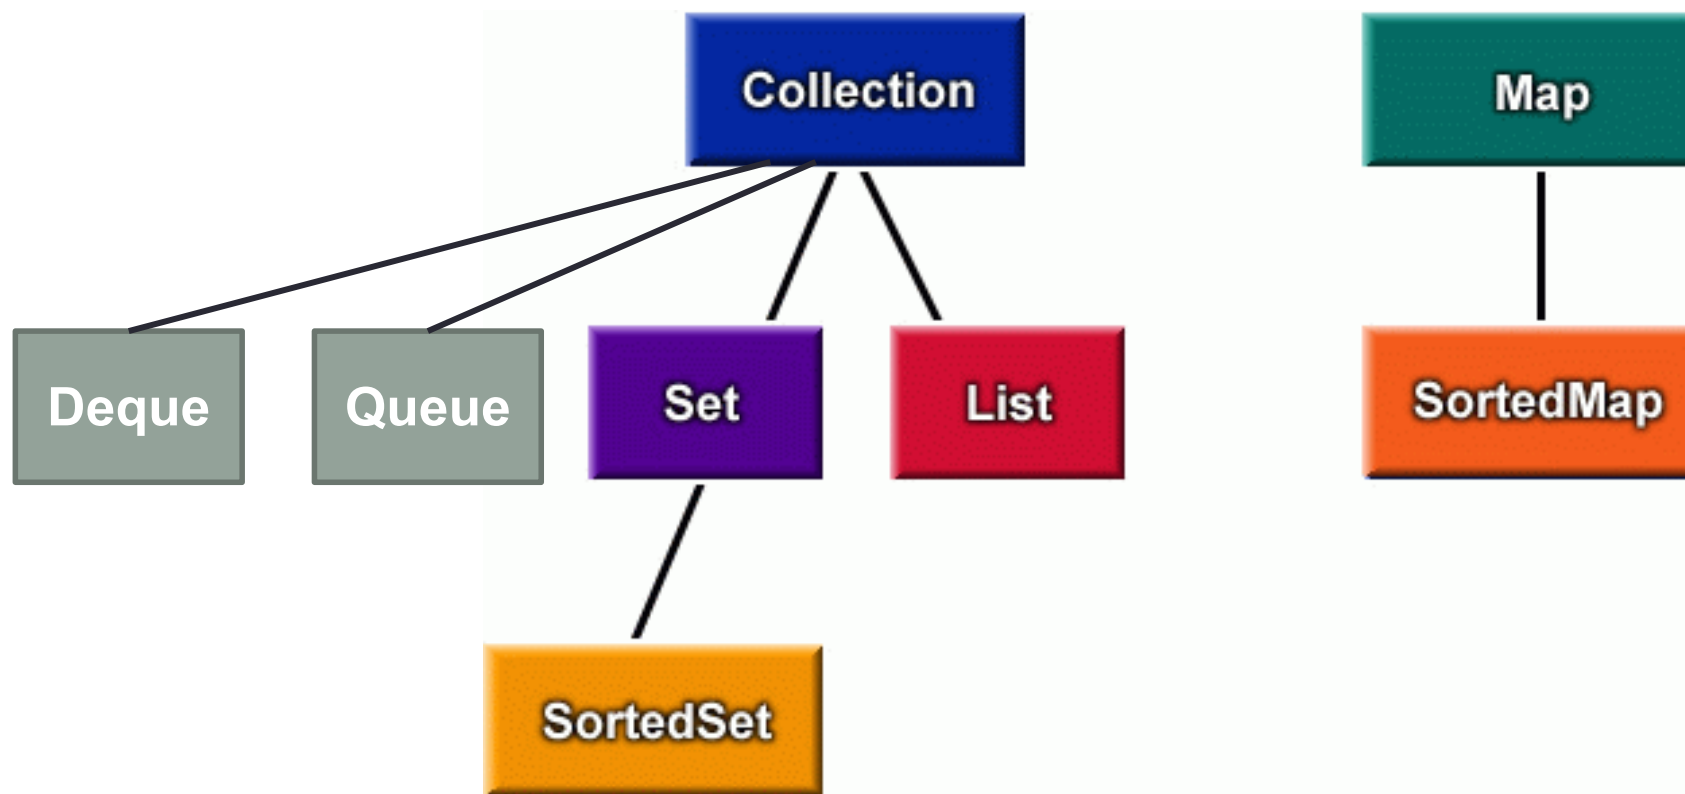 Collection
Map
Deque
Queue
Set
List
SortedMap
SortedSet